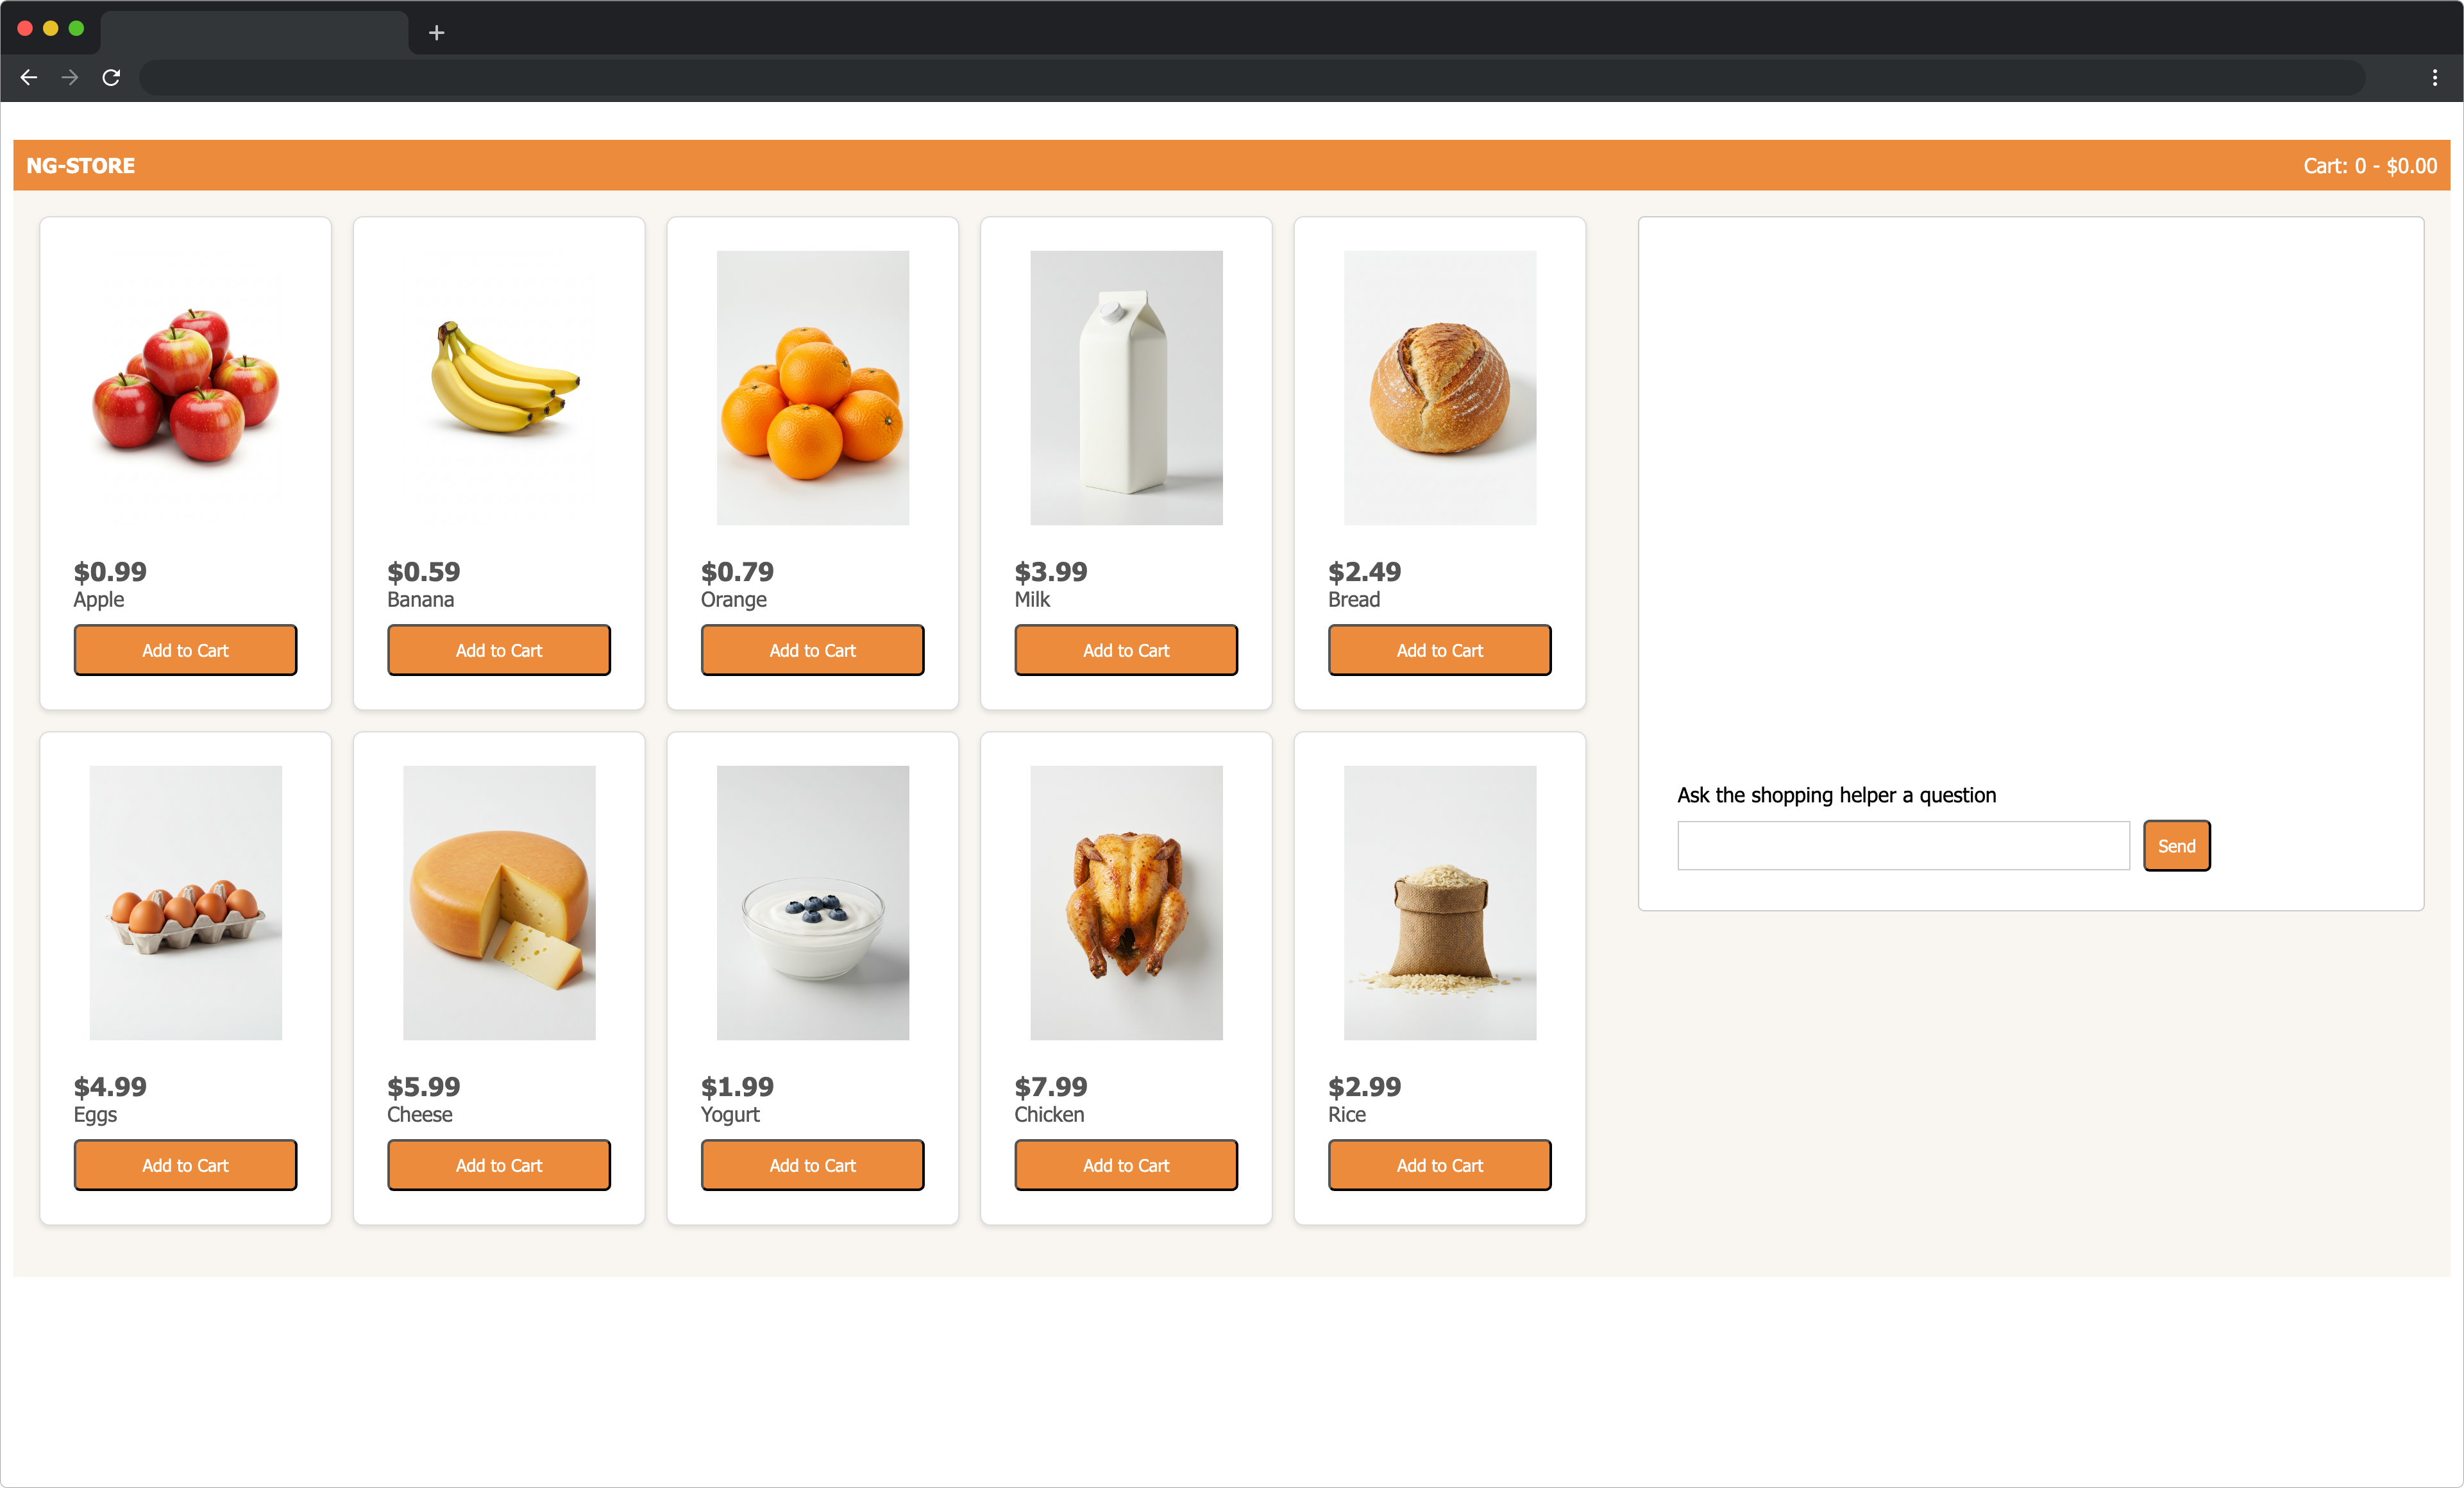 NG-STORE
Cart: 0 - $0.00
$0.99
Apple
Add to Cart
$0.59
Banana
Add to Cart
$0.79
Orange
Add to Cart
$3.99
Milk
Add to Cart
$2.49
Bread
Add to Cart
$4.99
Eggs
Add to Cart
$5.99
Cheese
Add to Cart
$1.99
Yogurt
Add to Cart
$7.99
Chicken
Add to Cart
$2.99
Rice
Add to Cart
Ask the shopping helper a question
Send